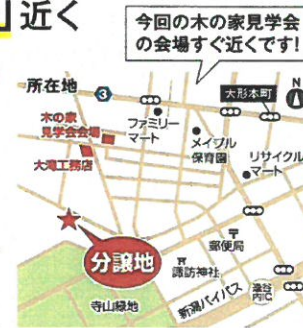 近く
今回の木の家見学会
の会場すぐ近くです!
所在地
3
大形本町
N
木の家
見学会会場
ファミリー
マート
メイプル
保育園
大滝工務店
リサイクル
マート
分譲地
郵便局
諏訪神社
寺山緑地
新潟バイパス
IC